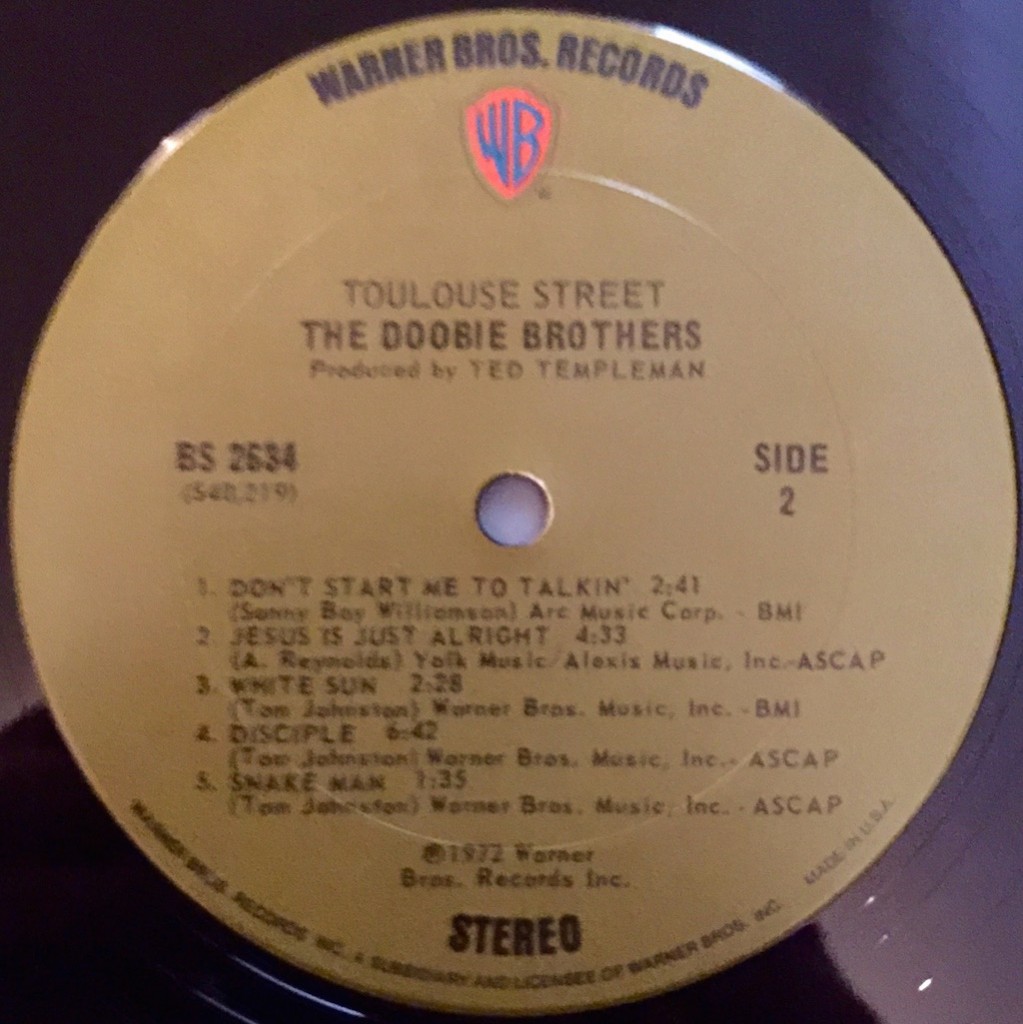 WARNER BROS. RECORDS
WB
®
TOULOUSE STREET
THE DOOBIE BROTHERS
Produced by TED TEMPLEMAN
BS 2634
(S40,219)
SIDE
2
1. DON'T START ME TO TALKIN' 2:41
(Sonny Boy Williamson) Arc Music Corp. - BMI
2. JESUS IS JUST ALRIGHT 4:33
(A. Reynolds) Yolk Music/Alexis Music, Inc.-ASCAP
3. WHITE SUN 2:28
(Tom Johnston) Warner Bros. Music, Inc. - BMI
4. DISCIPLE 6:42
(Tom Johnston) Warner Bros. Music, Inc.- ASCAP
5. SNAKE MAN 1:35
(Tom Johnston) Warner Bros. Music, Inc. - ASCAP
℗1972 Warner
Bros. Records Inc.
STEREO
WARNER BROS. RECORDS INC. A SUBSIDIARY AND LICENSEE OF WARNER BROS. INC. MADE IN U.S.A.